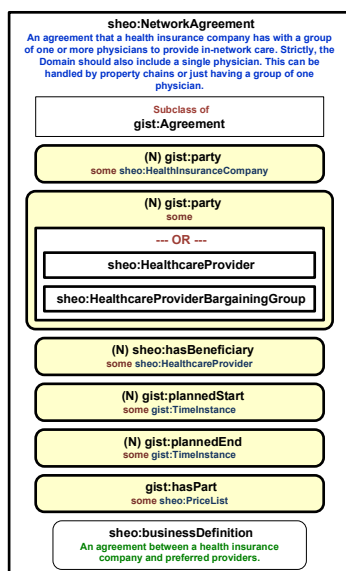 sheo:NetworkAgreement
An agreement that a health insurance company has with a group
of one or more physicians to provide in-network care. Strictly, the
Domain should also include a single physician. This can be
handled by property chains or just having a group of one
physician.
Subclass of
gist:Agreement
(N) gist:party
some sheo:HealthInsuranceCompany
(N) gist:party
some
--- OR ---
sheo:HealthcareProvider
sheo:HealthcareProviderBargainingGroup
(N) sheo:hasBeneficiary
some sheo:HealthcareProvider
(N) gist:plannedStart
some gist:TimeInstance
(N) gist:plannedEnd
some gist:TimeInstance
gist:hasPart
some sheo:PriceList
sheo:businessDefinition
An agreement between a health insurance
company and preferred providers.